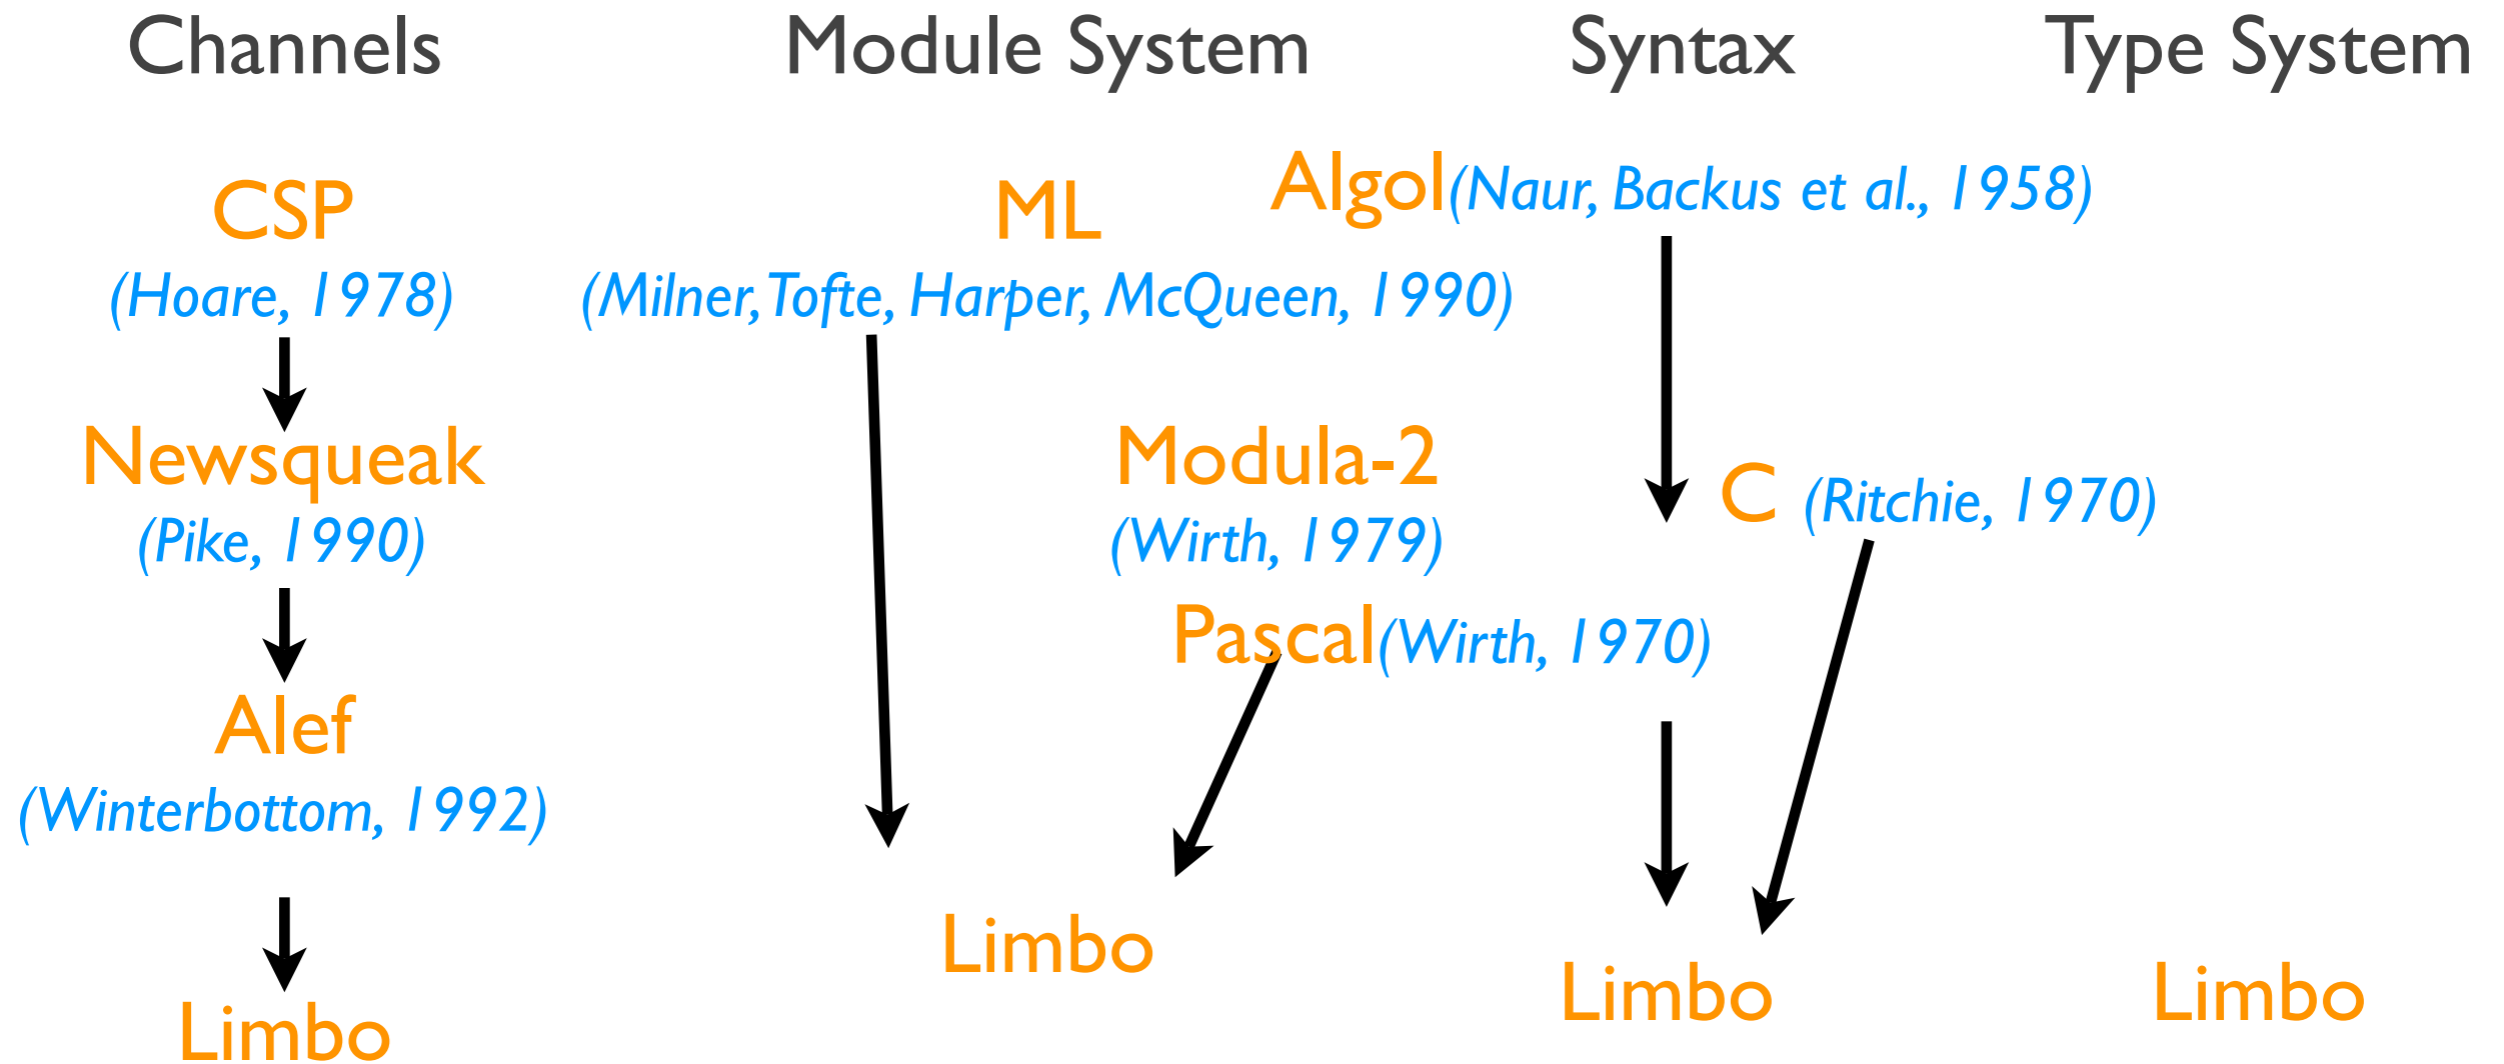 Channels
Module System
Syntax
Type System
CSP
(Hoare, 1978)
Newsqueak
(Pike, 1990)
Alef
(Winterbottom, 1992)
Limbo
ML
(Milner, Tofte, Harper, McQueen, 1990)
Modula-2
(Wirth, 1979)
Limbo
Algol (Naur, Backus et al., 1958)
C (Ritchie, 1970)
Pascal (Wirth, 1970)
Limbo
Limbo